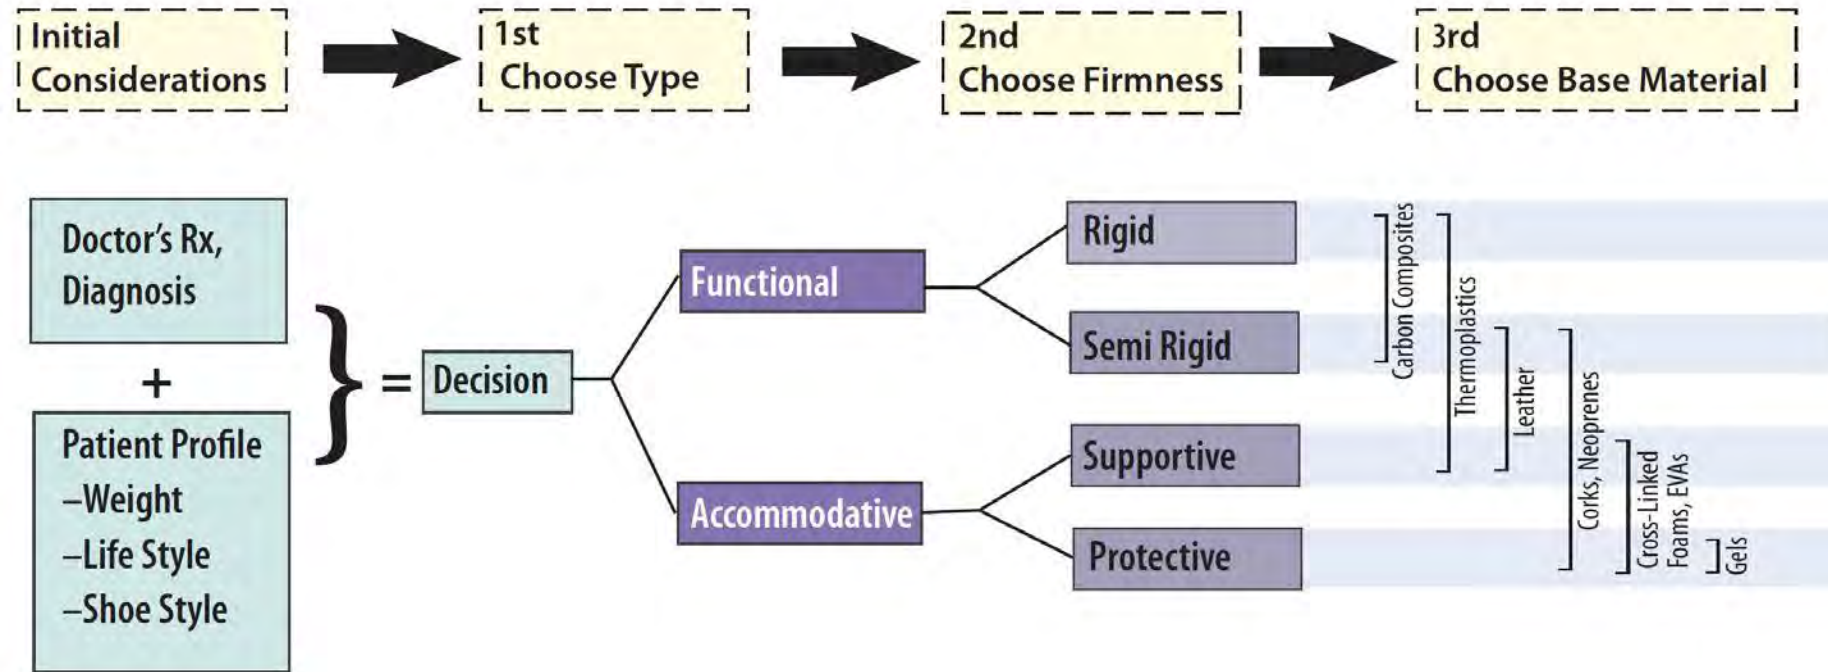 Initial
Considerations
1st
Choose Type
2nd
Choose Firmness
3rd
Choose Base Material
Doctor's Rx,
Diagnosis
+
Patient Profile
–Weight
–Life Style
–Shoe Style
}
=
Decision
Functional
Accommodative
Rigid
Semi Rigid
Supportive
Protective
Carbon Composites
Thermoplastics
Leather
Corks, Neoprenes
Cross-Linked
Foams, EVAs
Gels